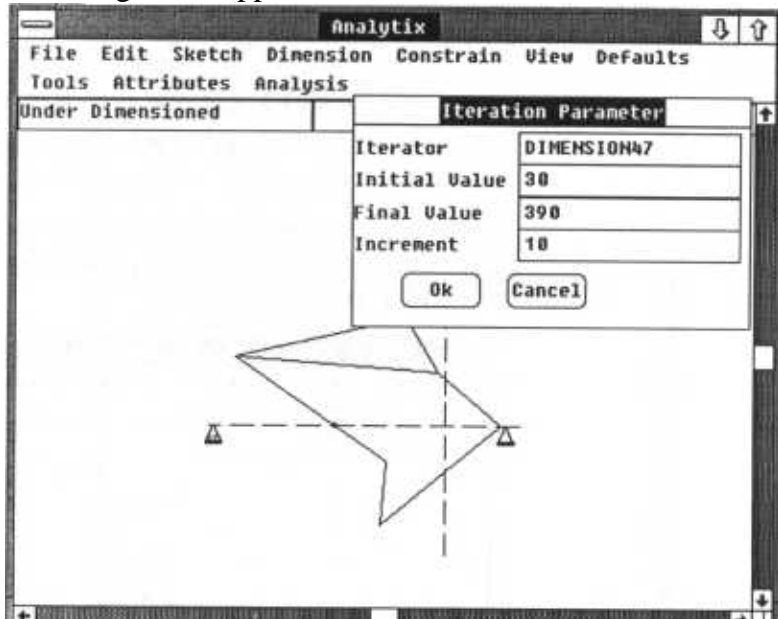 Analytix
File Edit Sketch Dimension Constrain View Defaults
Tools Attributes Analysis
Under Dimensioned
Iteration Parameter
Iterator DIMENSION47
Initial Value 30
Final Value 390
Increment 10
Ok Cancel